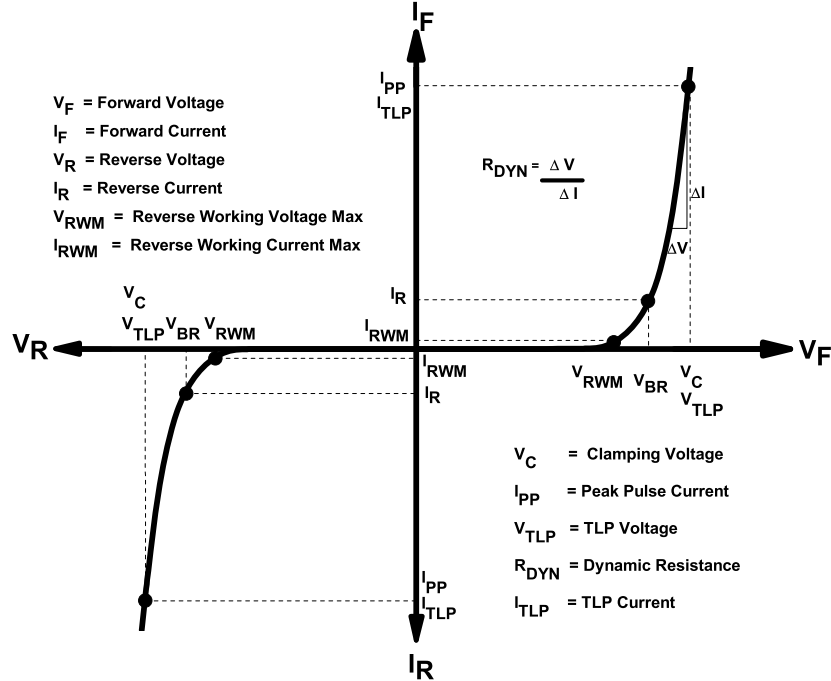 IF
IPP
ITLP
VF = Forward Voltage
IF = Forward Current
VR = Reverse Voltage
IR = Reverse Current
VRWM = Reverse Working Voltage Max
IRWM = Reverse Working Current Max
RDYN = Δ V
Δ I
ΔI
ΔV
VC
VTLP VBR VRWM
IR
IRWM
VR
VF
IRWM
IR
VRWM VBR VC
VTLP
VC = Clamping Voltage
IPP = Peak Pulse Current
VTLP = TLP Voltage
RDYN = Dynamic Resistance
ITLP = TLP Current
IPP
ITLP
IR